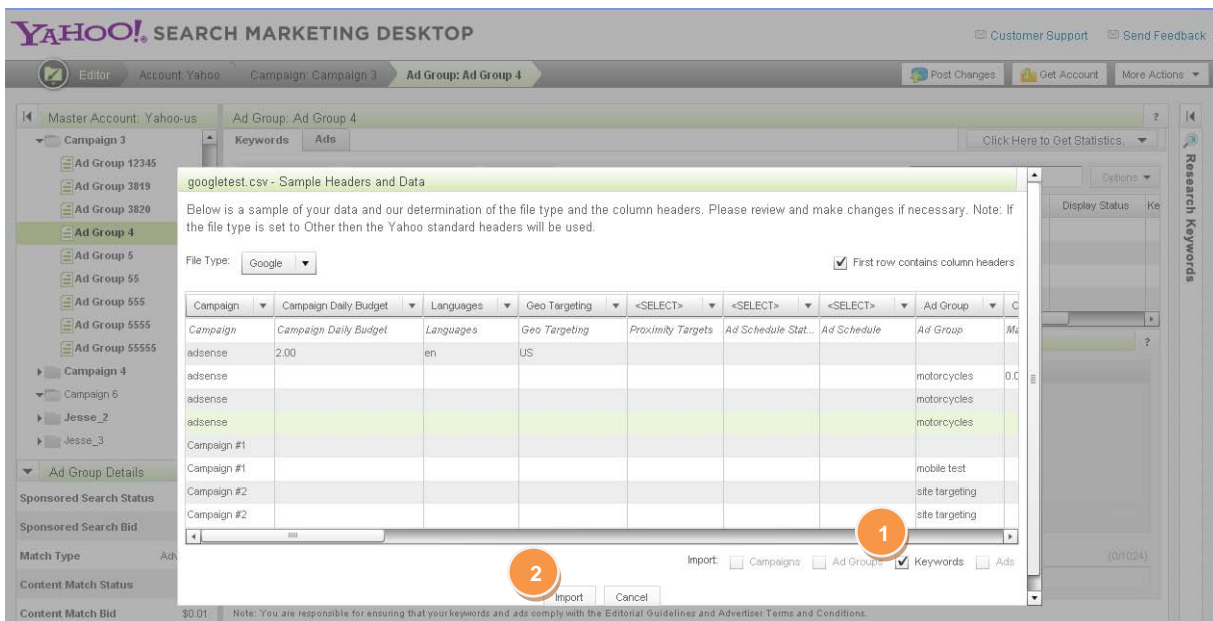 YAHOO! SEARCH MARKETING DESKTOP
Customer Support Send Feedback
Editor Account: Yahoo Campaign: Campaign 3 Ad Group: Ad Group 4 Post Changes Get Account More Actions
Master Account: Yahoo-us Ad Group: Ad Group 4 ?
Campaign 3 Keywords Ads Click Here to Get Statistics.
Ad Group 12345
Ad Group 3819
Ad Group 3820
Ad Group 4
Ad Group 5
Ad Group 55
Ad Group 555
Ad Group 5555
Ad Group 55555
Campaign 4
Campaign 6
Jesse_2
Jesse_3
Ad Group Details
Sponsored Search Status
Sponsored Search Bid
Match Type Adv
Content Match Status
Content Match Bid $0.01
googletest.csv - Sample Headers and Data
Below is a sample of your data and our determination of the file type and the column headers. Please review and make changes if necessary. Note: If
the file type is set to Other then the Yahoo standard headers will be used.
File Type: Google First row contains column headers
Campaign Campaign Daily Budget Languages Geo Targeting <SELECT> <SELECT> <SELECT> Ad Group C
Campaign Campaign Daily Budget Languages Geo Targeting Proximity Targets Ad Schedule Stat... Ad Schedule Ad Group Ma
adsense 2.00 en US
adsense motorcycles 0.0
adsense motorcycles
adsense motorcycles
Campaign #1
Campaign #1 mobile test
Campaign #2 site targeting
Campaign #2 site targeting
Import: Campaigns Ad Groups Keywords Ads
1
2
Import Cancel
Options
Display Status Ke
?
(0/1024)
Research Keywords
Note: You are responsible for ensuring that your keywords and ads comply with the Editorial Guidelines and Advertiser Terms and Conditions.